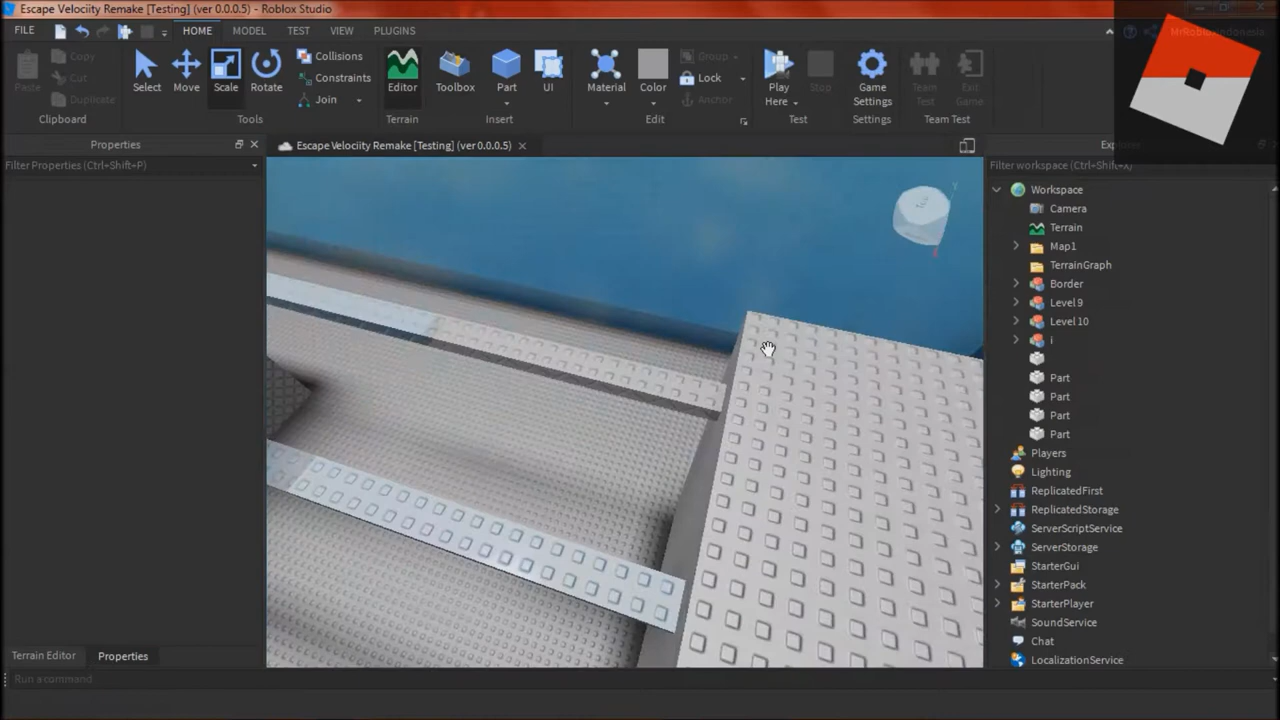 Escape Velociity Remake [Testing] (ver 0.0.0.5) - Roblox Studio
FILE HOME MODEL TEST VIEW PLUGINS
Paste Copy Cut Duplicate
Select Move Scale Rotate
Collisions
Constraints
Join
Editor Toolbox Part UI
Material Color
Group
Lock
Anchor
Play Here Stop
Game Settings
Team Test Exit Game
Clipboard Tools Terrain Insert Edit Test Settings Team Test
Properties
Filter Properties (Ctrl+Shift+P)
Escape Velociity Remake [Testing] (ver 0.0.0.5)
Filter workspace (Ctrl+Shift+X)
Workspace
Camera
Terrain
Map1
TerrainGraph
Border
Level 9
Level 10
i
Part
Part
Part
Part
Players
Lighting
ReplicatedFirst
ReplicatedStorage
ServerScriptService
ServerStorage
StarterGui
StarterPack
StarterPlayer
SoundService
Chat
LocalizationService
Terrain Editor Properties
Run a command